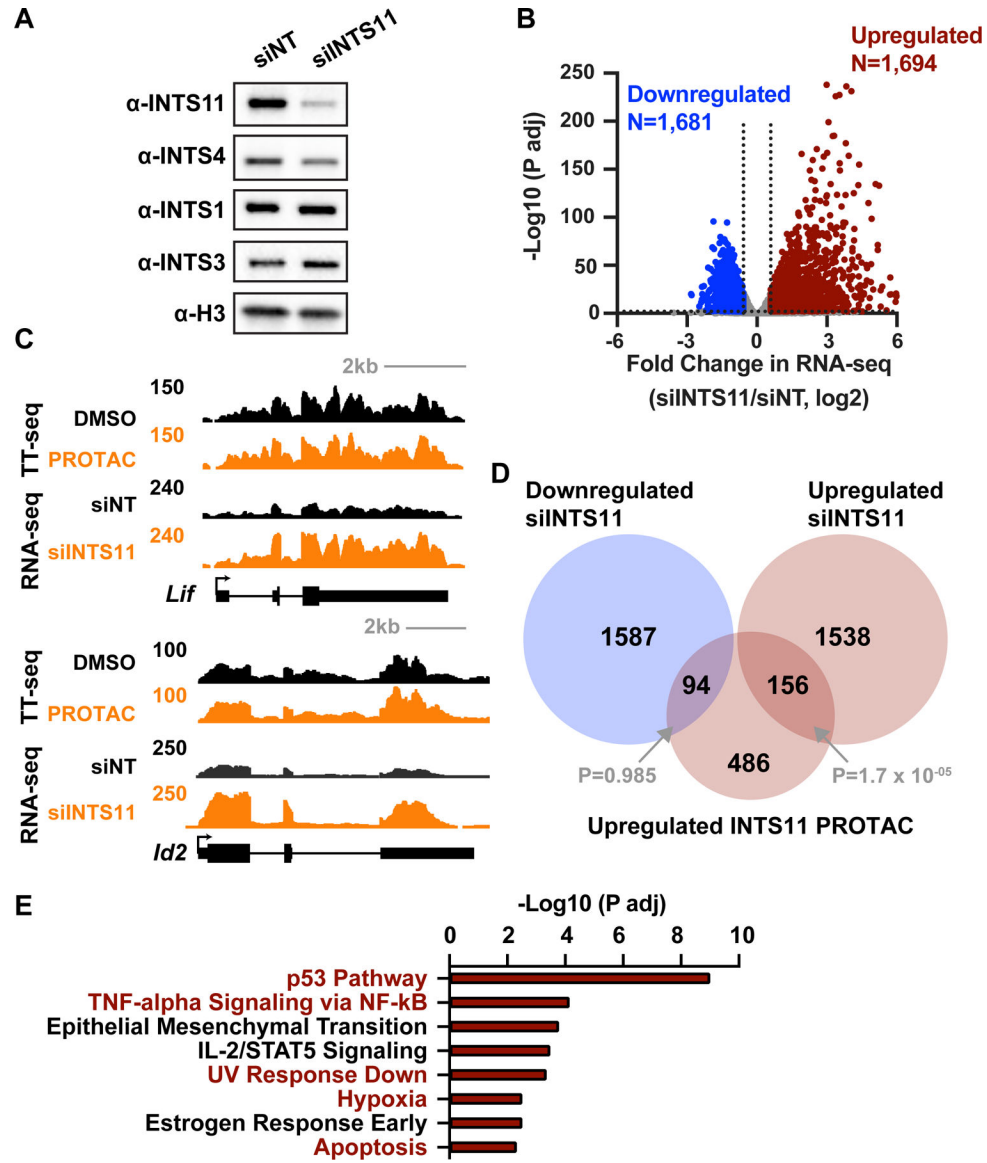 A
siNT siINTS11
α-INTS11
α-INTS4
α-INTS1
α-INTS3
α-H3
B
Upregulated
N=1,694
Downregulated
N=1,681
250
200
150
100
50
0
-Log10 (P adj)
-6 -3 0 3 6
Fold Change in RNA-seq
(siINTS11/siNT, log2)
C
2kb
TT-seq
150
DMSO
150
PROTAC
RNA-seq
240
siNT
240
siINTS11
Lif
2kb
TT-seq
100
DMSO
100
PROTAC
RNA-seq
250
siNT
250
siINTS11
Id2
D
Downregulated
siINTS11
Upregulated
siINTS11
1587
1538
94
156
486
P=0.985
P=1.7 x 10-05
Upregulated INTS11 PROTAC
E
-Log10 (P adj)
0 2 4 6 8 10
p53 Pathway
TNF-alpha Signaling via NF-kB
Epithelial Mesenchymal Transition
IL-2/STAT5 Signaling
UV Response Down
Hypoxia
Estrogen Response Early
Apoptosis